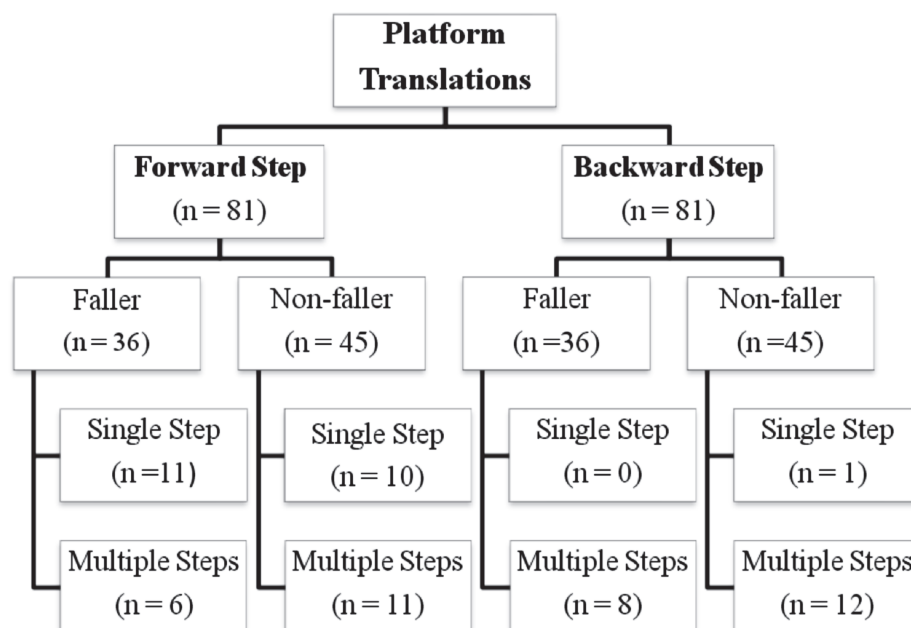 Platform
Translations
Forward Step
(n = 81)
Backward Step
(n = 81)
Faller
(n = 36)
Non-faller
(n = 45)
Faller
(n =36)
Non-faller
(n =45)
Single Step
(n =11)
Single Step
(n = 10)
Single Step
(n = 0)
Single Step
(n = 1)
Multiple Steps
(n = 6)
Multiple Steps
(n = 11)
Multiple Steps
(n = 8)
Multiple Steps
(n = 12)